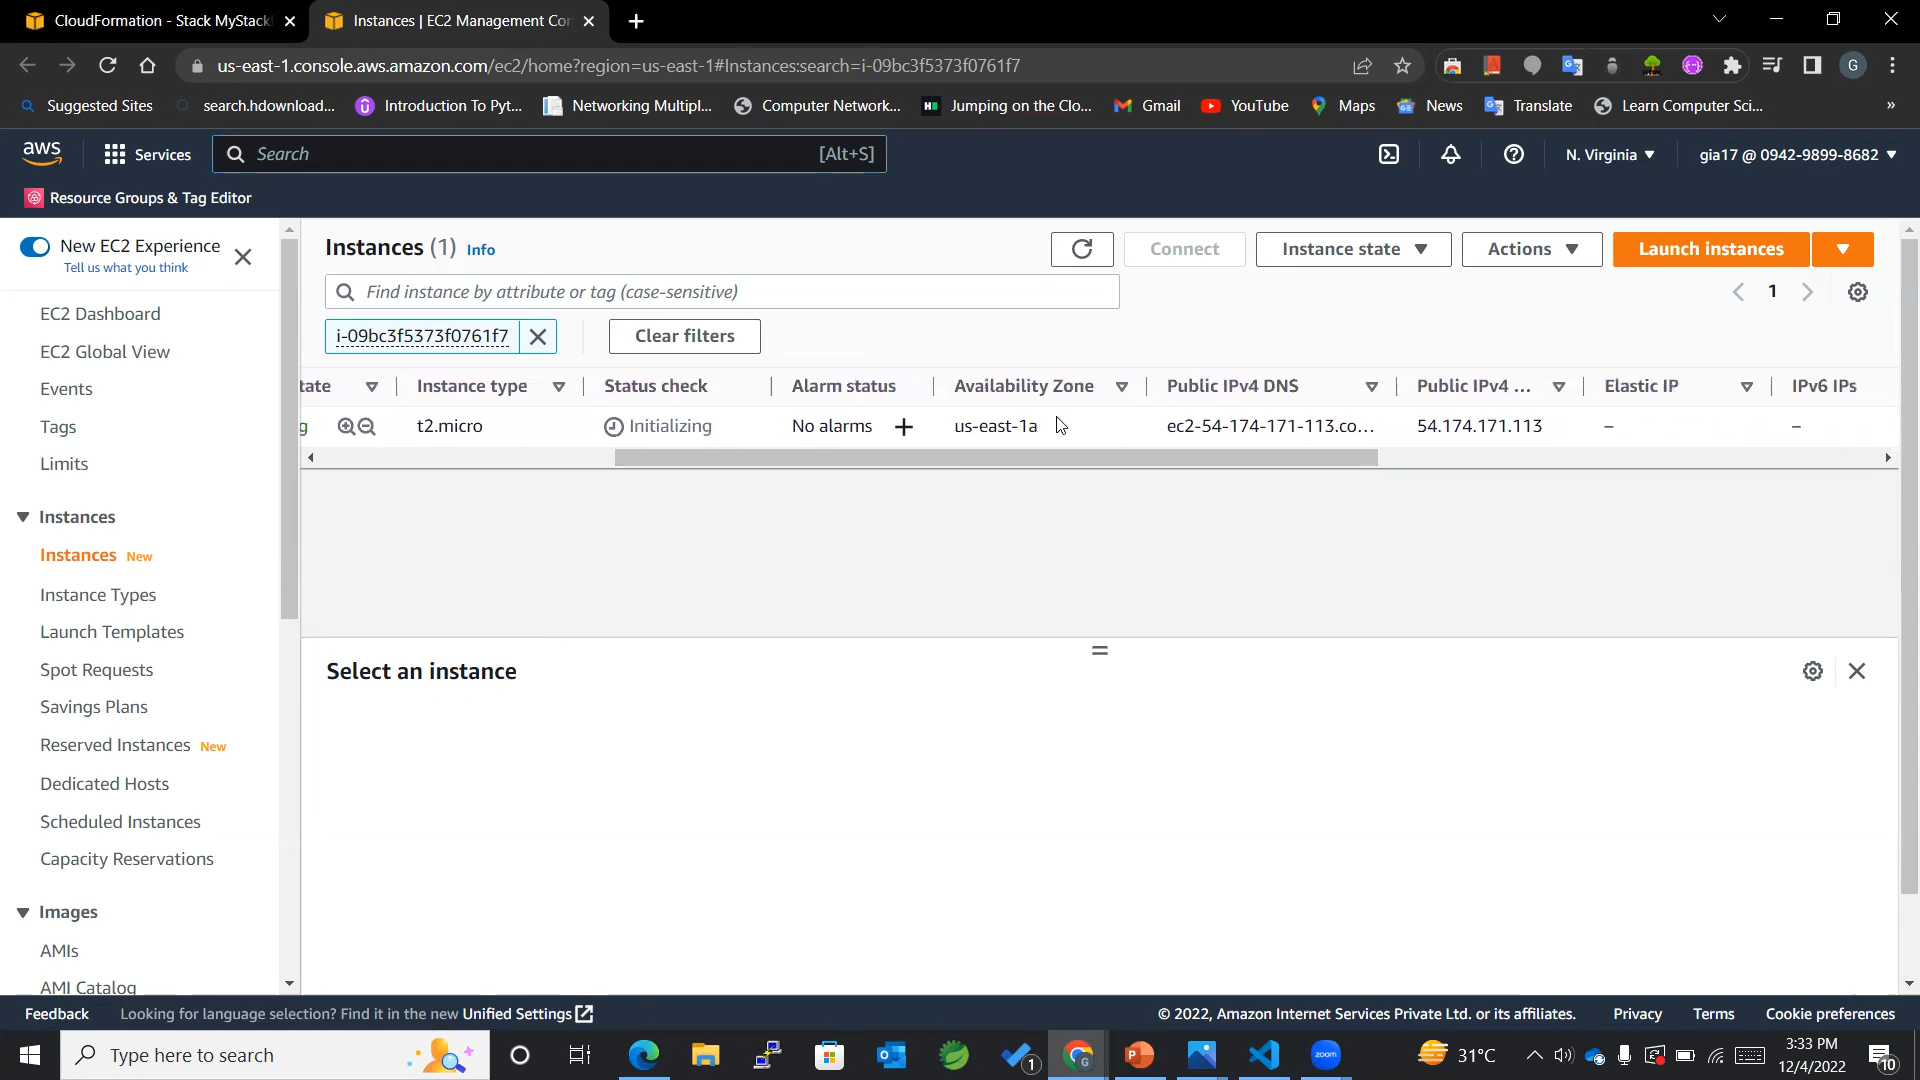 CloudFormation - Stack MyStack
Instances | EC2 Management Con
us-east-1.console.aws.amazon.com/ec2/home?region=us-east-1#Instances:search=i-09bc3f5373f0761f7
G
Suggested Sites
search.hdownload...
Introduction To Pyt...
Networking Multipl...
Computer Network...
Jumping on the Clo...
Gmail
YouTube
Maps
News
Translate
Learn Computer Sci...
»
aws
Services
Search
[Alt+S]
N. Virginia
gia17 @ 0942-9899-8682
Resource Groups & Tag Editor
New EC2 Experience
Tell us what you think
EC2 Dashboard
EC2 Global View
Events
Tags
Limits
Instances
Instances New
Instance Types
Launch Templates
Spot Requests
Savings Plans
Reserved Instances New
Dedicated Hosts
Scheduled Instances
Capacity Reservations
Images
AMIs
AMI Catalog
Instances (1) Info
Connect
Instance state
Actions
Launch instances
Find instance by attribute or tag (case-sensitive)
1
i-09bc3f5373f0761f7
Clear filters
tate
Instance type
Status check
Alarm status
Availability Zone
Public IPv4 DNS
Public IPv4 ...
Elastic IP
IPv6 IPs
g
t2.micro
Initializing
No alarms
us-east-1a
ec2-54-174-171-113.co...
54.174.171.113
–
–
Select an instance
Feedback
Looking for language selection? Find it in the new Unified Settings
© 2022, Amazon Internet Services Private Ltd. or its affiliates.
Privacy
Terms
Cookie preferences
Type here to search
1
zoom
31°C
3:33 PM
12/4/2022
10